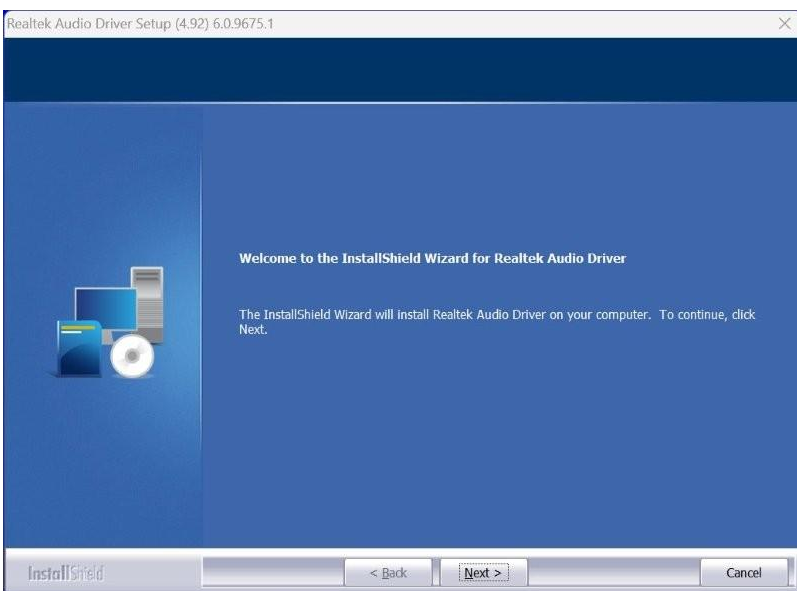 Realtek Audio Driver Setup (4.92) 6.0.9675.1
Welcome to the InstallShield Wizard for Realtek Audio Driver
The InstallShield Wizard will install Realtek Audio Driver on your computer.  To continue, click
Next.
InstallShield
< Back
Next >
Cancel